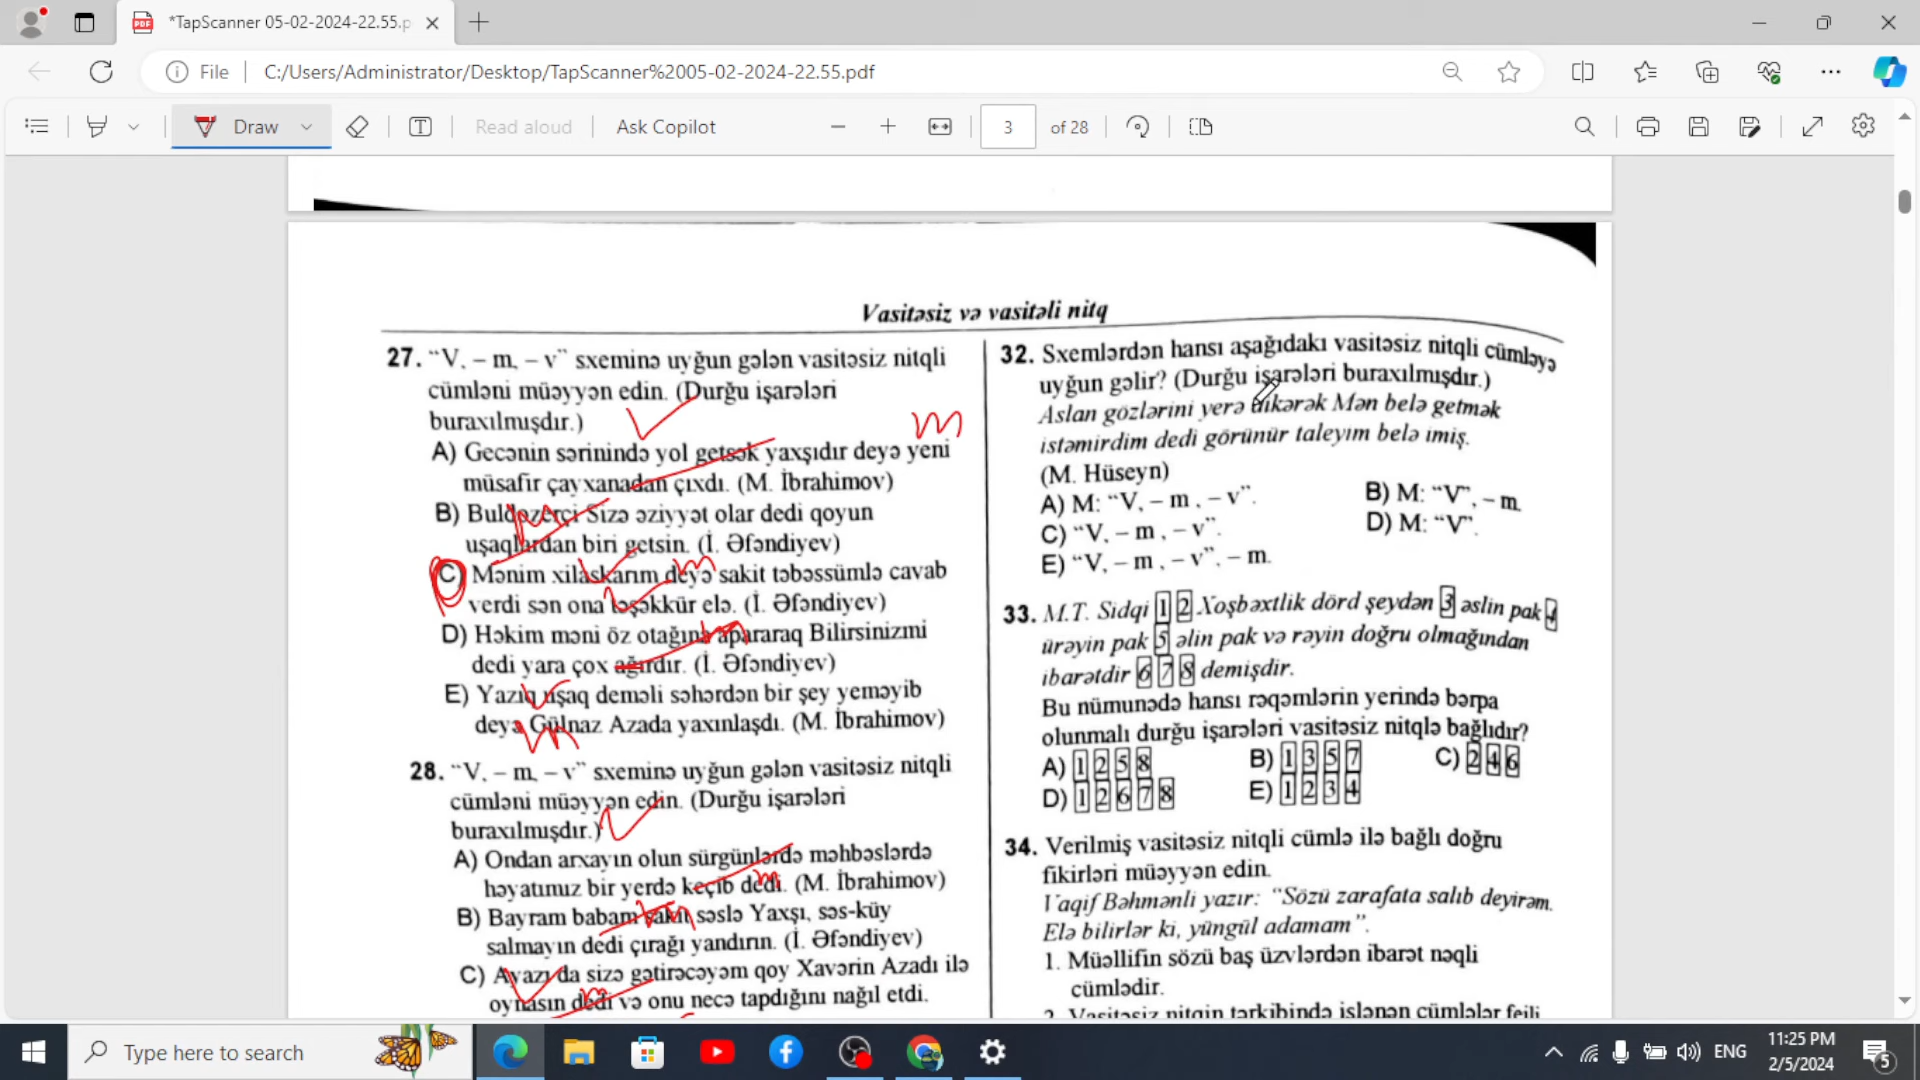 *TapScanner 05-02-2024-22.55.p
File
C:/Users/Administrator/Desktop/TapScanner%2005-02-2024-22.55.pdf
Draw
Read aloud
Ask Copilot
3
of 28
Vasitəsiz və vasitəli nitq
27. "V, – m, – v" sxeminə uyğun gələn vasitəsiz nitqli
cümləni müəyyən edin. (Durğu işarələri
buraxılmışdır.)
m
A) Gecənin sərinində yol getsək yaxşıdır deyə yeni
müsafir çayxanadan çıxdı. (M. İbrahimov)
B) Buldozerçi Sizə əziyyət olar dedi qoyun
uşaqlardan biri getsin. (İ. Əfəndiyev)
C) Mənim xilaskarım deyə sakit təbəssümlə cavab
verdi sən ona təşəkkür elə. (İ. Əfəndiyev)
D) Həkim məni öz otağına apararaq Bilirsinizmi
dedi yara çox ağırdır. (İ. Əfəndiyev)
E) Yazıq uşaq deməli səhərdən bir şey yeməyib
deyə Gülnaz Azada yaxınlaşdı. (M. İbrahimov)
28. "V, – m, – v" sxeminə uyğun gələn vasitəsiz nitqli
cümləni müəyyən edin. (Durğu işarələri
buraxılmışdır.)
A) Ondan arxayın olun sürgünlərdə məhbəslərdə
həyatımız bir yerdə keçib dedi. (M. İbrahimov)
B) Bayram babam sakit səslə Yaxşı, səs-küy
salmayın dedi çırağı yandırın. (İ. Əfəndiyev)
C) Ayazı da sizə gətirəcəyəm qoy Xavərin Azadı ilə
oynasın dedi və onu necə tapdığını nağıl etdi.
32. Sxemlərdən hansı aşağıdakı vasitəsiz nitqli cümləyə
uyğun gəlir? (Durğu işarələri buraxılmışdır.)
Aslan gözlərini yerə dikərək Mən belə getmək
istəmirdim dedi görünür taleyim belə imiş.
(M. Hüseyn)
A) M: "V, – m , – v".
B) M: "V", – m.
C) "V, – m , – v".
D) M: "V".
E) "V, – m , – v", – m.
33. M.T. Sidqi 1 2 Xoşbəxtlik dörd şeydən 3 əslin pak 4
ürəyin pak 5 əlin pak və rəyin doğru olmağından
ibarətdir 6 7 8 demişdir.
Bu nümunədə hansı rəqəmlərin yerində bərpa
olunmalı durğu işarələri vasitəsiz nitqlə bağlıdır?
A) 1 2 5 8
B) 1 3 5 7
C) 2 4 6
D) 1 2 6 7 8
E) 1 2 3 4
34. Verilmiş vasitəsiz nitqli cümlə ilə bağlı doğru
fikirləri müəyyən edin.
Vaqif Bəhmənli yazır: "Sözü zarafata salıb deyirəm.
Elə bilirlər ki, yüngül adamam".
1. Müəllifin sözü baş üzvlərdən ibarət nəqli
cümlədir.
2. Vasitəsiz nitqin tərkibində işlənən cümlələr feili
Type here to search
ENG
11:25 PM
2/5/2024
5